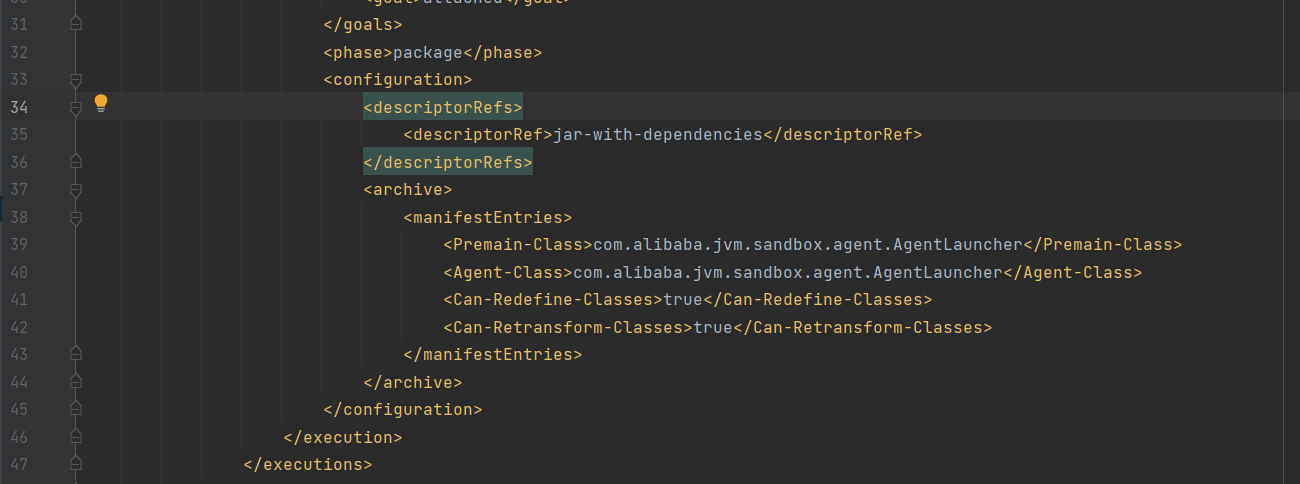 <goal>attached</goal>
31 </goals>
32 <phase>package</phase>
33 <configuration>
34 <descriptorRefs>
35 <descriptorRef>jar-with-dependencies</descriptorRef>
36 </descriptorRefs>
37 <archive>
38 <manifestEntries>
39 <Premain-Class>com.alibaba.jvm.sandbox.agent.AgentLauncher</Premain-Class>
40 <Agent-Class>com.alibaba.jvm.sandbox.agent.AgentLauncher</Agent-Class>
41 <Can-Redefine-Classes>true</Can-Redefine-Classes>
42 <Can-Retransform-Classes>true</Can-Retransform-Classes>
43 </manifestEntries>
44 </archive>
45 </configuration>
46 </execution>
47 </executions>